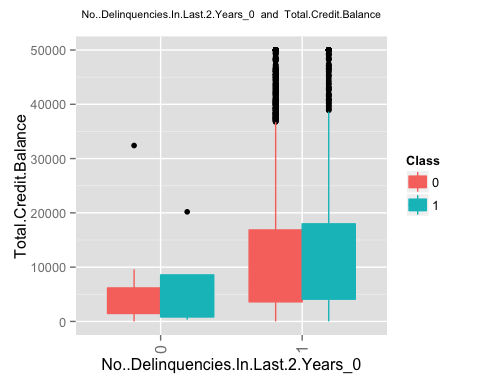 No..Delinquencies.In.Last.2.Years_0 and Total.Credit.Balance
50000
40000
30000
20000
10000
0
Total.Credit.Balance
0
1
No..Delinquencies.In.Last.2.Years_0
Class
0
1